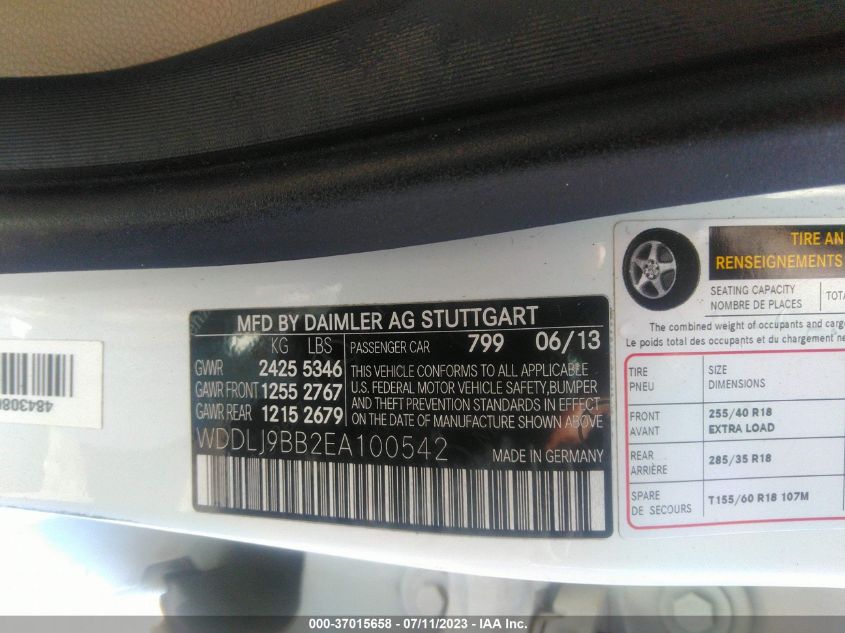 MFD BY DAIMLER AG STUTTGART
KG LBS
PASSENGER CAR 799 06/13
GVWR 2425 5346
GAWR FRONT 1255 2767
GAWR REAR 1215 2679
THIS VEHICLE CONFORMS TO ALL APPLICABLE
U.S. FEDERAL MOTOR VEHICLE SAFETY, BUMPER
AND THEFT PREVENTION STANDARDS IN EFFECT
ON THE DATE OF MANUFACTURE SHOWN ABOVE
WDDLJ9BB2EA100542
MADE IN GERMANY
TIRE AN
RENSEIGNEMENTS
SEATING CAPACITY
NOMBRE DE PLACES
TOTA
The combined weight of occupants and car
Le poids total des occupants et du chargement ne
TIRE
PNEU
SIZE
DIMENSIONS
FRONT
AVANT
255/40 R18
EXTRA LOAD
REAR
ARRIÈRE
285/35 R18
SPARE
DE SECOURS
T155/60 R18 107M
000-37015658 - 07/11/2023 - IAA Inc.